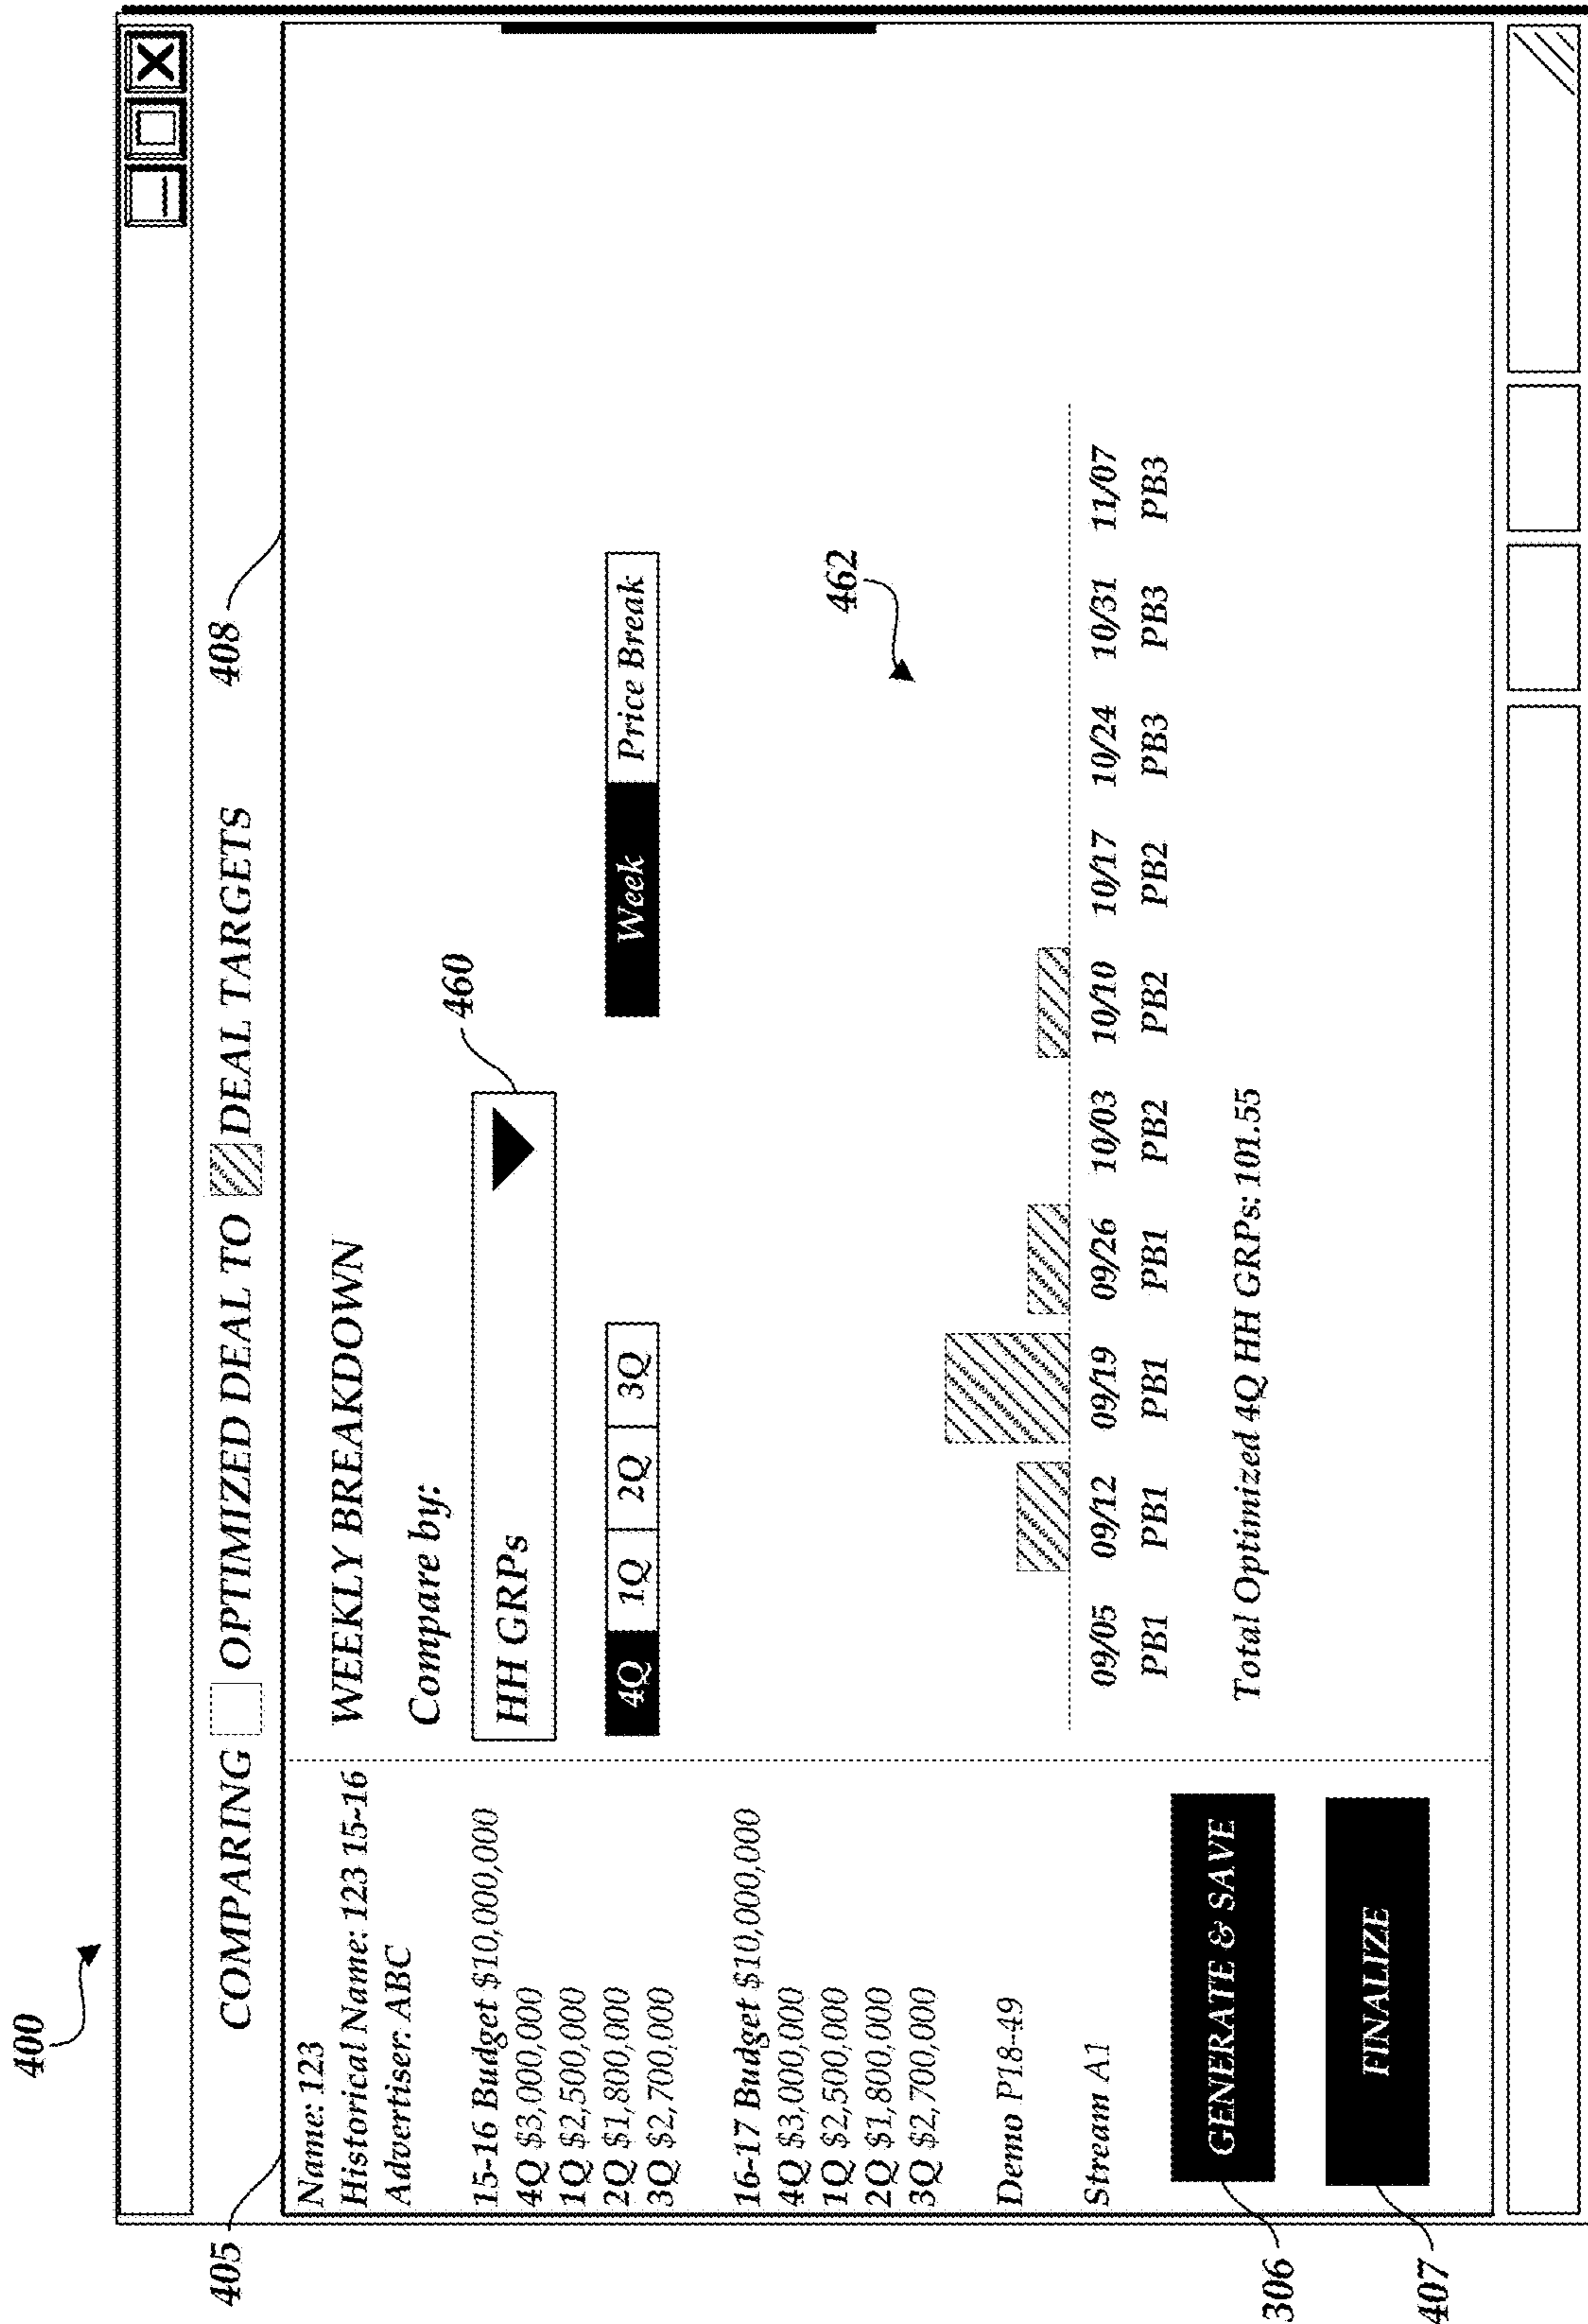 400
COMPARING OPTIMIZED DEAL TO DEAL TARGETS
405
408
Name: 123
Historical Name: 123 15-16
Advertiser: ABC
15-16 Budget $10,000,000
4Q $3,000,000
1Q $2,500,000
2Q $1,800,000
3Q $2,700,000
16-17 Budget $10,000,000
4Q $3,000,000
1Q $2,500,000
2Q $1,800,000
3Q $2,700,000
Demo P18-49
Stream A1
GENERATE & SAVE
306
FINALIZE
407
WEEKLY BREAKDOWN
Compare by:
HH GRPs
460
4Q 1Q 2Q 3Q
Week Price Break
462
09/05 09/12 09/19 09/26 10/03 10/10 10/17 10/24 10/31 11/07
PB1 PB1 PB1 PB1 PB2 PB2 PB2 PB3 PB3 PB3
Total Optimized 4Q HH GRPs: 101.55